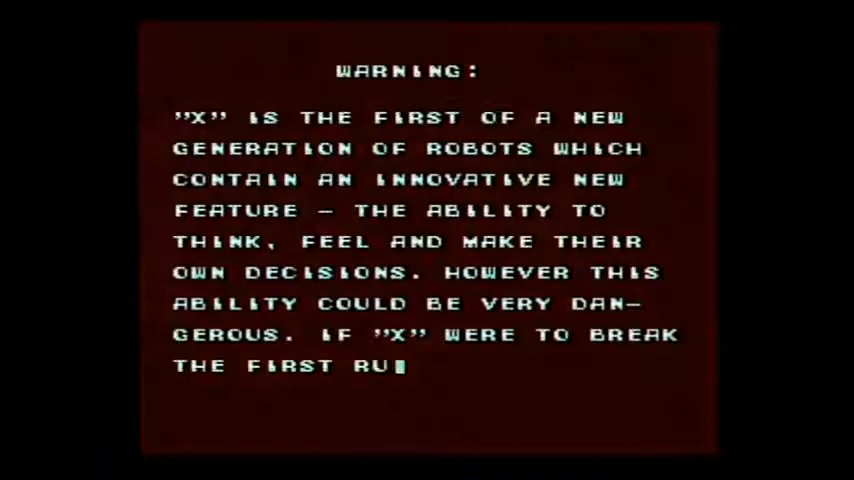 WARNING:
"X" IS THE FIRST OF A NEW
GENERATION OF ROBOTS WHICH
CONTAIN AN INNOVATIVE NEW
FEATURE - THE ABILITY TO
THINK, FEEL AND MAKE THEIR
OWN DECISIONS. HOWEVER THIS
ABILITY COULD BE VERY DAN-
GEROUS. IF "X" WERE TO BREAK
THE FIRST RU